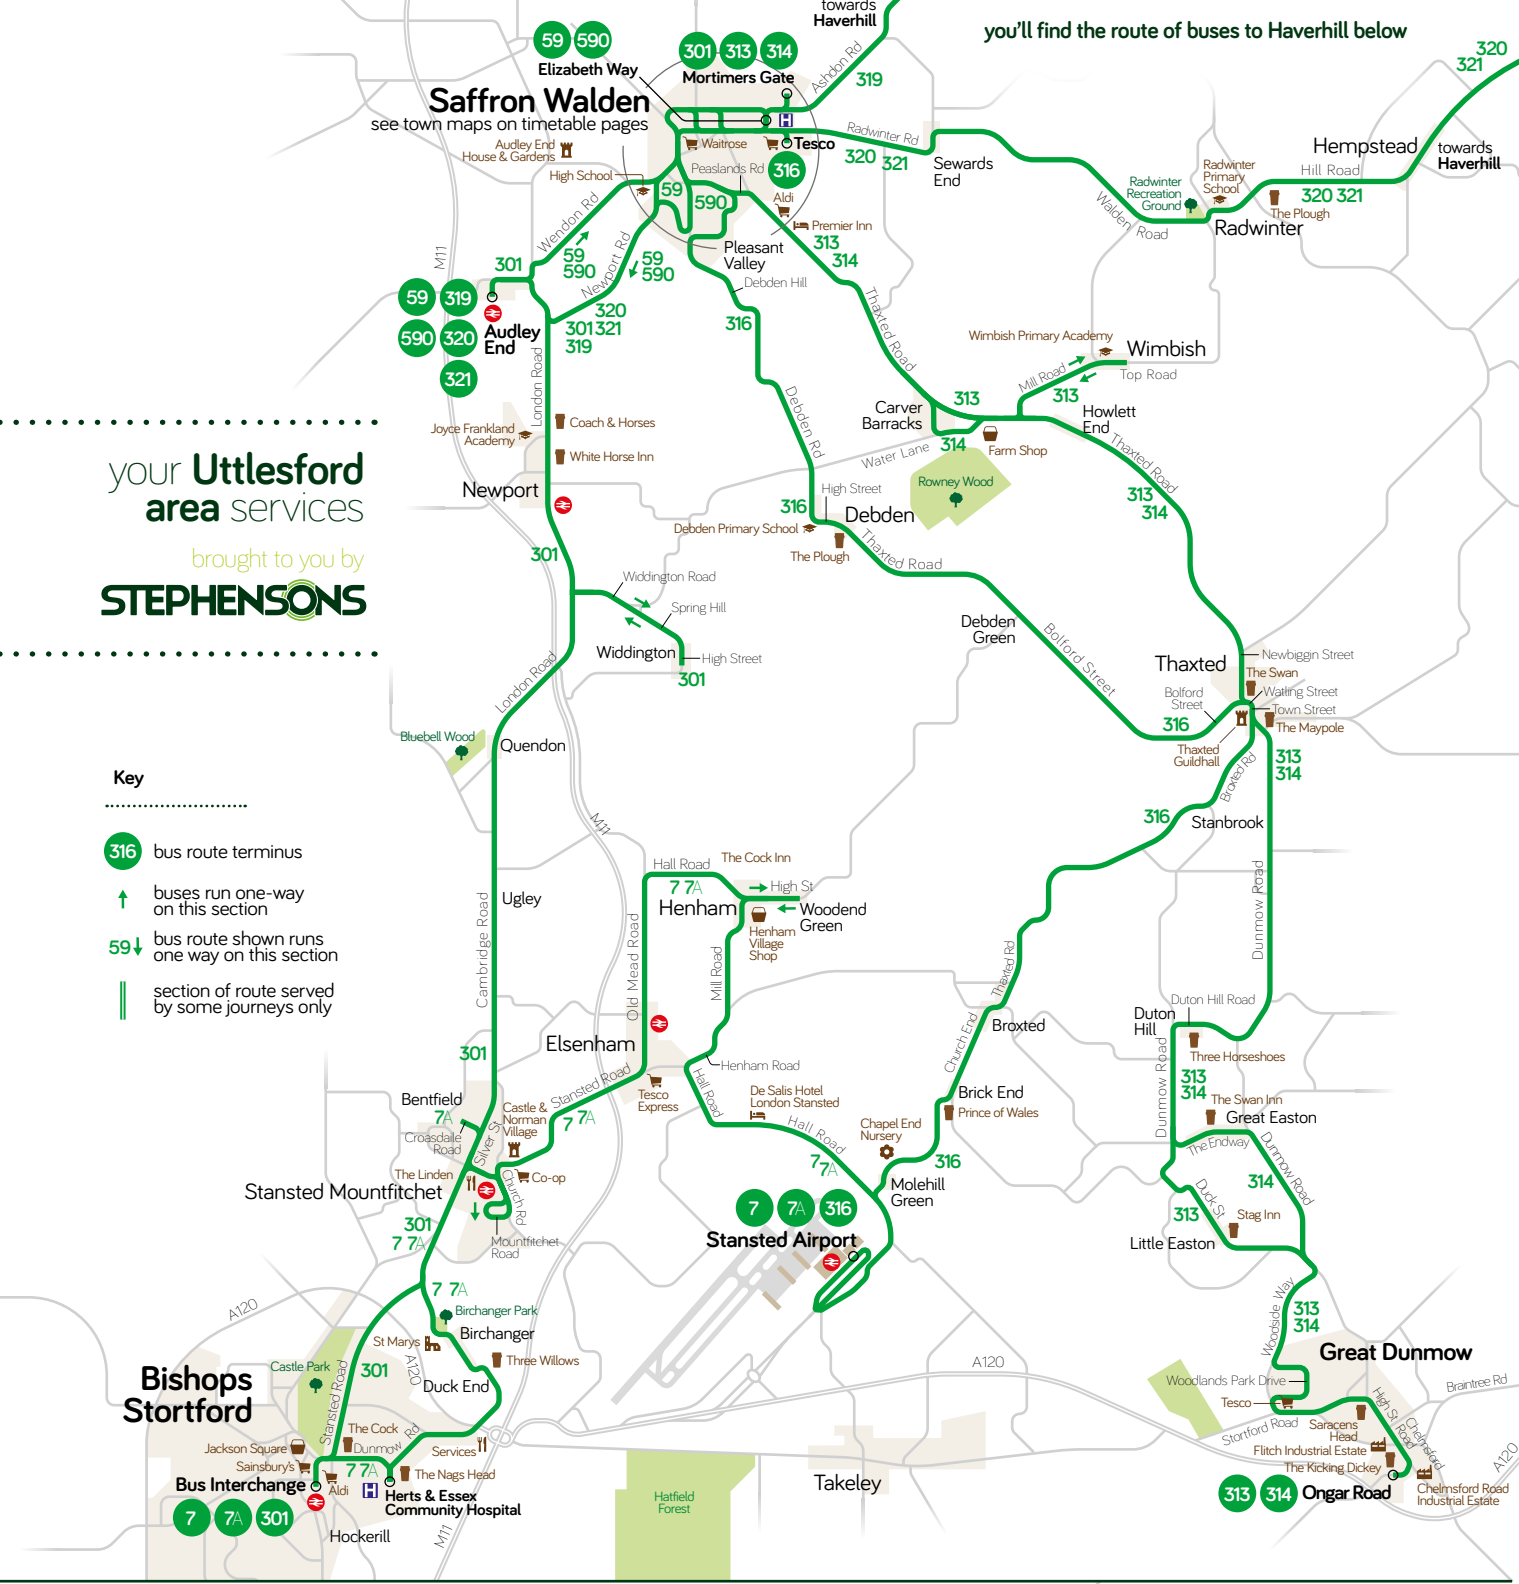 towards
Haverhill
you'll find the route of buses to Haverhill below
320
321
59 590
Elizabeth Way
301 313 314
Mortimers Gate
Ashdon Rd
319
Saffron Walden
see town maps on timetable pages
Audley End
House & Gardens
High School
Waitrose
Tesco
Peaslands Rd
316
Radwinter Rd
320 321
Sewards
End
Hempstead
towards
Haverhill
Hill Road
320 321
Radwinter
Primary
School
Radwinter
Recreation
Ground
The Plough
Radwinter
Walden Road
59
590
Aldi
Premier Inn
313
314
Wendon Rd
59
590
Newport Rd
59
590
Pleasant
Valley
Debden Hill
M11
301
59 319
590 320
321
Audley
End
320
301 321
319
316
Thaxted Road
Wimbish Primary Academy
Wimbish
Mill Road
Top Road
313
London Road
Coach & Horses
Joyce Frankland
Academy
White Horse Inn
Newport
Debden Rd
Carver
Barracks
313
314
Howlett
End
Farm Shop
Water Lane
Rowney Wood
Thaxted Road
313
314
your Uttlesford
area services
brought to you by
STEPHENSONS
316
High Street
Debden
Debden Primary School
The Plough
Thaxted Road
301
Widdington Road
Spring Hill
Widdington
High Street
301
Debden
Green
Bolford Street
Newbiggin Street
Thaxted
The Swan
Bolford
Street
Watling Street
Town Street
The Maypole
316
Thaxted
Guildhall
313
314
Broxted Rd
London Road
Bluebell Wood
Quendon
Key
316 bus route terminus
buses run one-way
on this section
59 bus route shown runs
one way on this section
section of route served
by some journeys only
M11
316
Stanbrook
Hall Road
The Cock Inn
7 7A
High St
Henham
Woodend
Green
Henham
Village
Shop
Ugley
Cambridge Road
Old Mead Road
Mill Road
Dunmow Road
Thaxted Rd
Duton Hill Road
Duton
Hill
Three Horseshoes
Broxted
Church End
Elsenham
Henham Road
301
Stansted Road
Tesco
Express
Hall Road
De Salis Hotel
London Stansted
Hall Road
Brick End
Prince of Wales
Dunmow Road
313
314
The Swan Inn
Great Easton
The Endway
Dunmow Road
314
Bentfield
7A
Croasdaile
Road
Silver St
Castle &
Norman
Village
7 7A
Chapel End
Nursery
316
7 7A
Molehill
Green
The Linden
Co-op
Church Rd
Stansted Mountfitchet
301
7 7A
Mountfitchet
Road
7 7A 316
Stansted Airport
Duck St
313
Stag Inn
Little Easton
7 7A
A120
Birchanger Park
Birchanger
St Marys
Three Willows
A120
Duck End
Woodside Way
313
314
Great Dunmow
Castle Park
301
Stansted Road
Bishops
Stortford
A120
Woodlands Park Drive
Tesco
Stortford Road
Braintree Rd
High St
Chelmsford Road
Saracens
Head
Flitch Industrial Estate
The Kicking Dickey
A120
The Cock
Dunmow Rd
Services
Jackson Square
Sainsbury's
7 7A
The Nags Head
Bus Interchange
Aldi
Herts & Essex
Community Hospital
7 7A 301
Hockerill
M11
Hatfield
Forest
Takeley
313 314 Ongar Road
Chelmsford Road
Industrial Estate